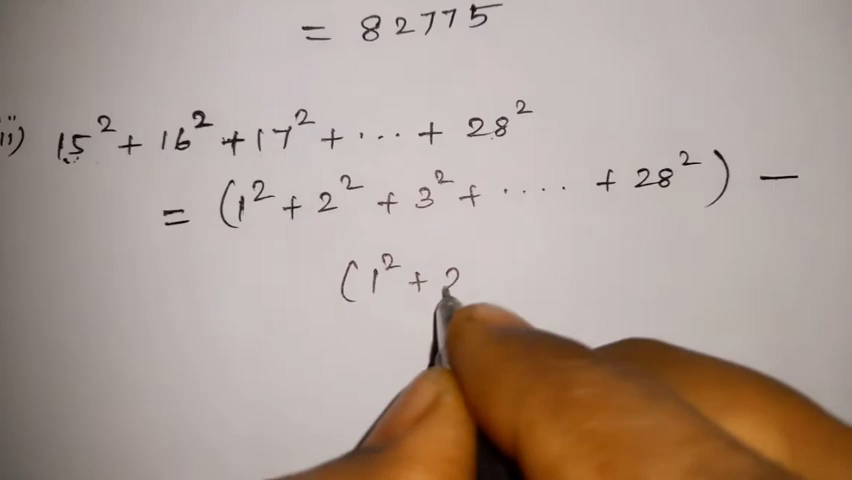 = 82775
ii) 15² + 16² + 17² + ... + 28²
= (1² + 2² + 3² + .... + 28²) —
(1² + 2